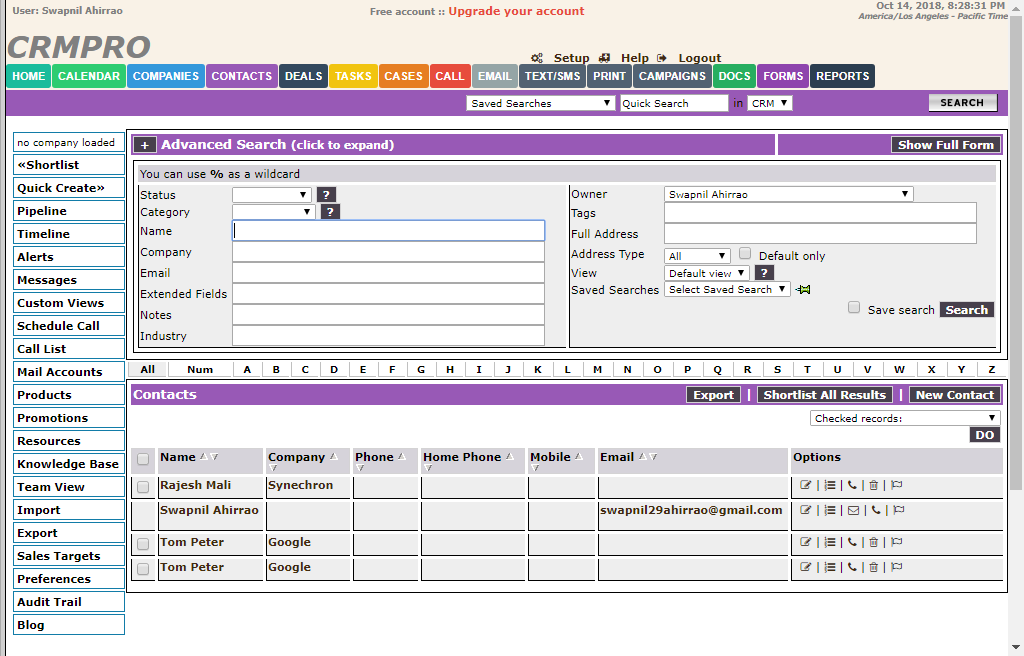 User: Swapnil Ahirrao
Free account :: Upgrade your account
Oct 14, 2018, 8:28:31 PM
America/Los Angeles - Pacific Time
CRMPRO
Setup Help Logout
HOME CALENDAR COMPANIES CONTACTS DEALS TASKS CASES CALL EMAIL TEXT/SMS PRINT CAMPAIGNS DOCS FORMS REPORTS
Saved Searches Quick Search in CRM SEARCH
no company loaded
«Shortlist
Quick Create»
Pipeline
Timeline
Alerts
Messages
Custom Views
Schedule Call
Call List
Mail Accounts
Products
Promotions
Resources
Knowledge Base
Team View
Import
Export
Sales Targets
Preferences
Audit Trail
Blog
+ Advanced Search (click to expand) Show Full Form
You can use % as a wildcard
Status ?
Category ?
Name
Company
Email
Extended Fields
Notes
Industry
Owner Swapnil Ahirrao
Tags
Full Address
Address Type All Default only
View Default view ?
Saved Searches Select Saved Search
Save search Search
All Num A B C D E F G H I J K L M N O P Q R S T U V W X Y Z
Contacts Export | Shortlist All Results | New Contact
Checked records:
DO
Name Company Phone Home Phone Mobile Email Options
Rajesh Mali Synechron | | | |
Swapnil Ahirrao swapnil29ahirrao@gmail.com | | | |
Tom Peter Google | | | |
Tom Peter Google | | | |